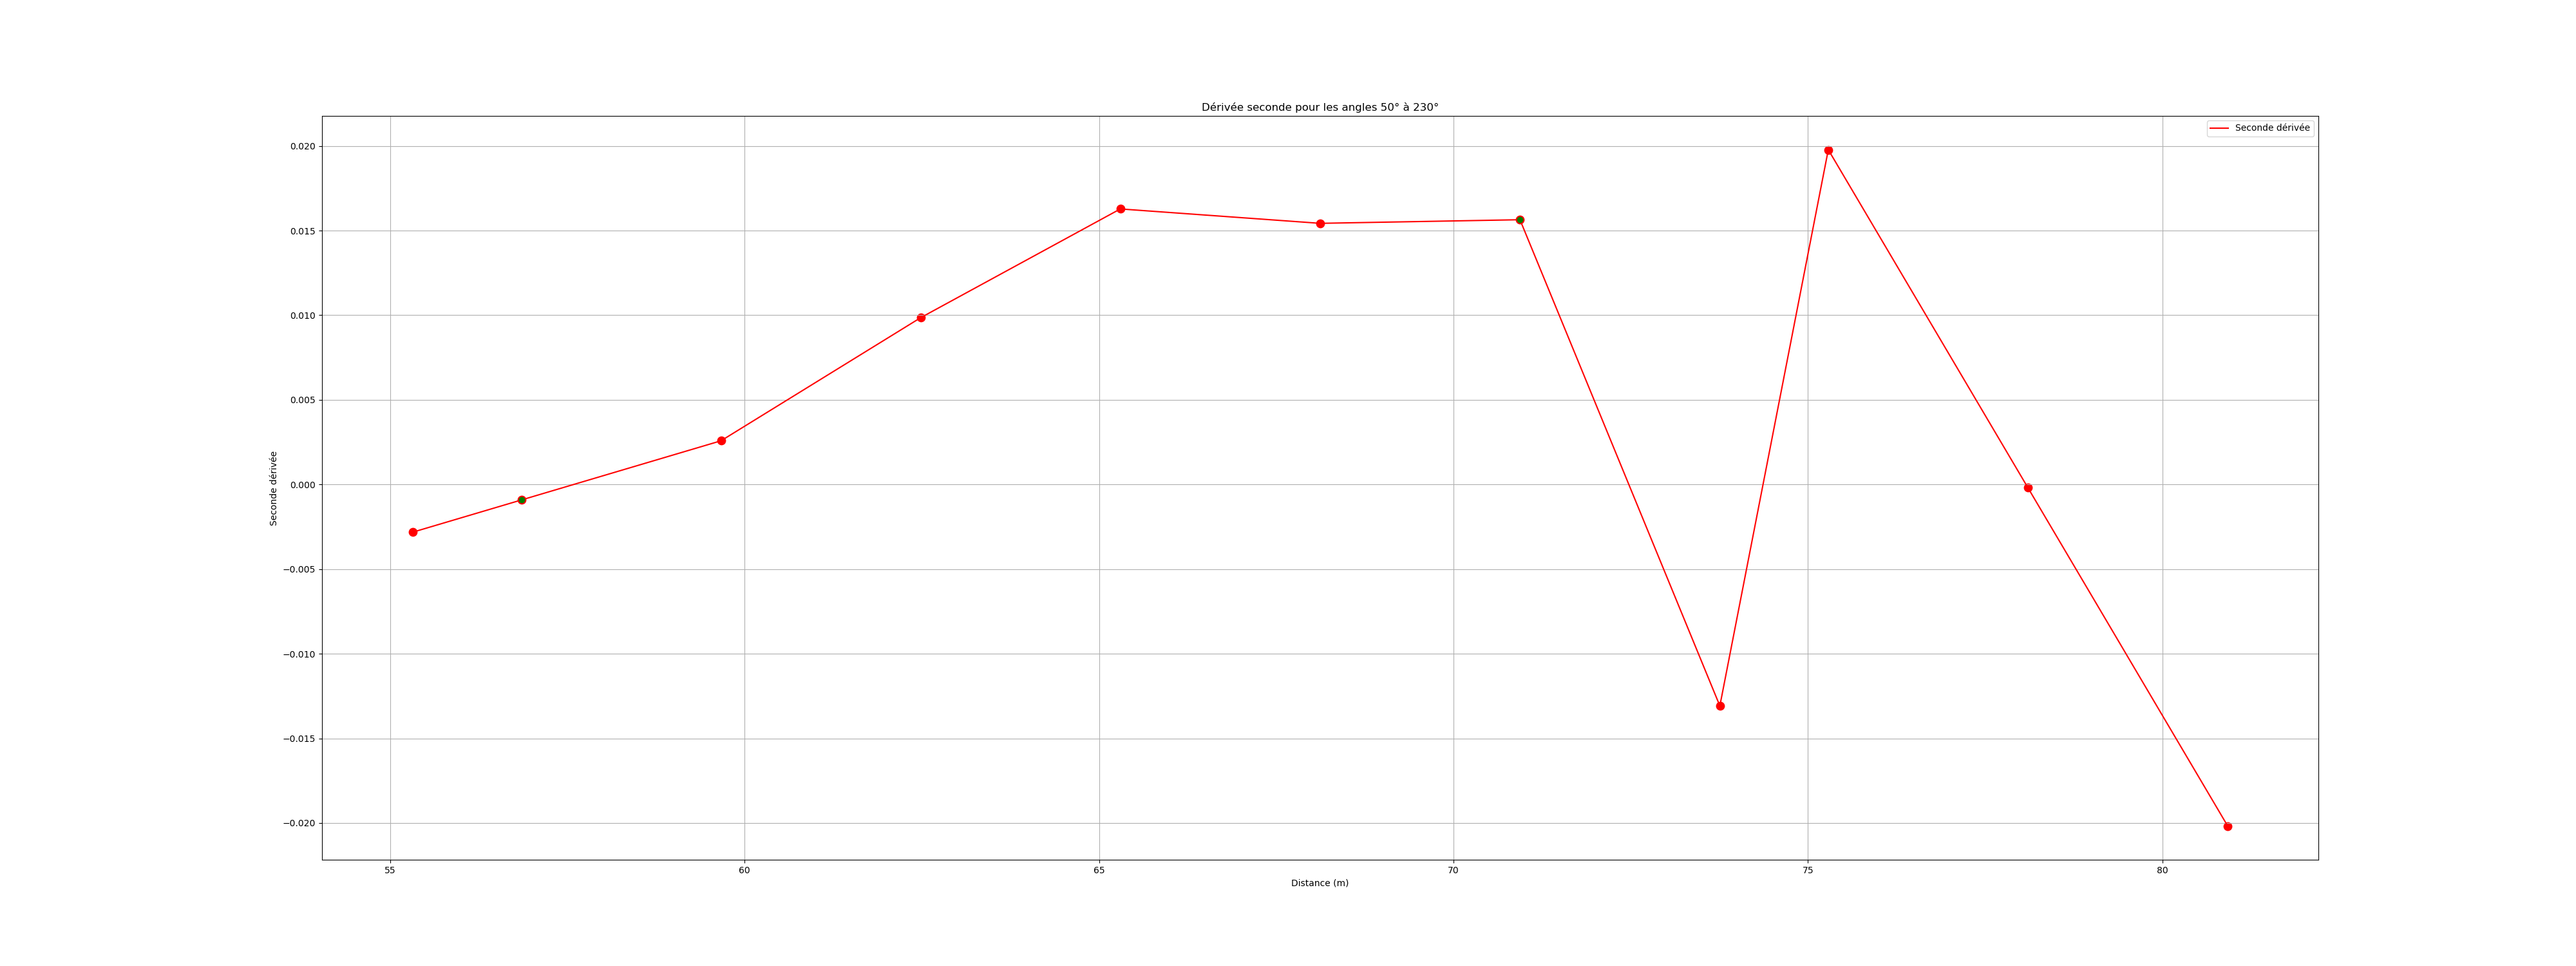 Dérivée seconde pour les angles 50° à 230°
Seconde dérivée
0.020
0.015
0.010
0.005
0.000
−0.005
−0.010
−0.015
−0.020
Seconde dérivée
55 60 65 70 75 80
Distance (m)